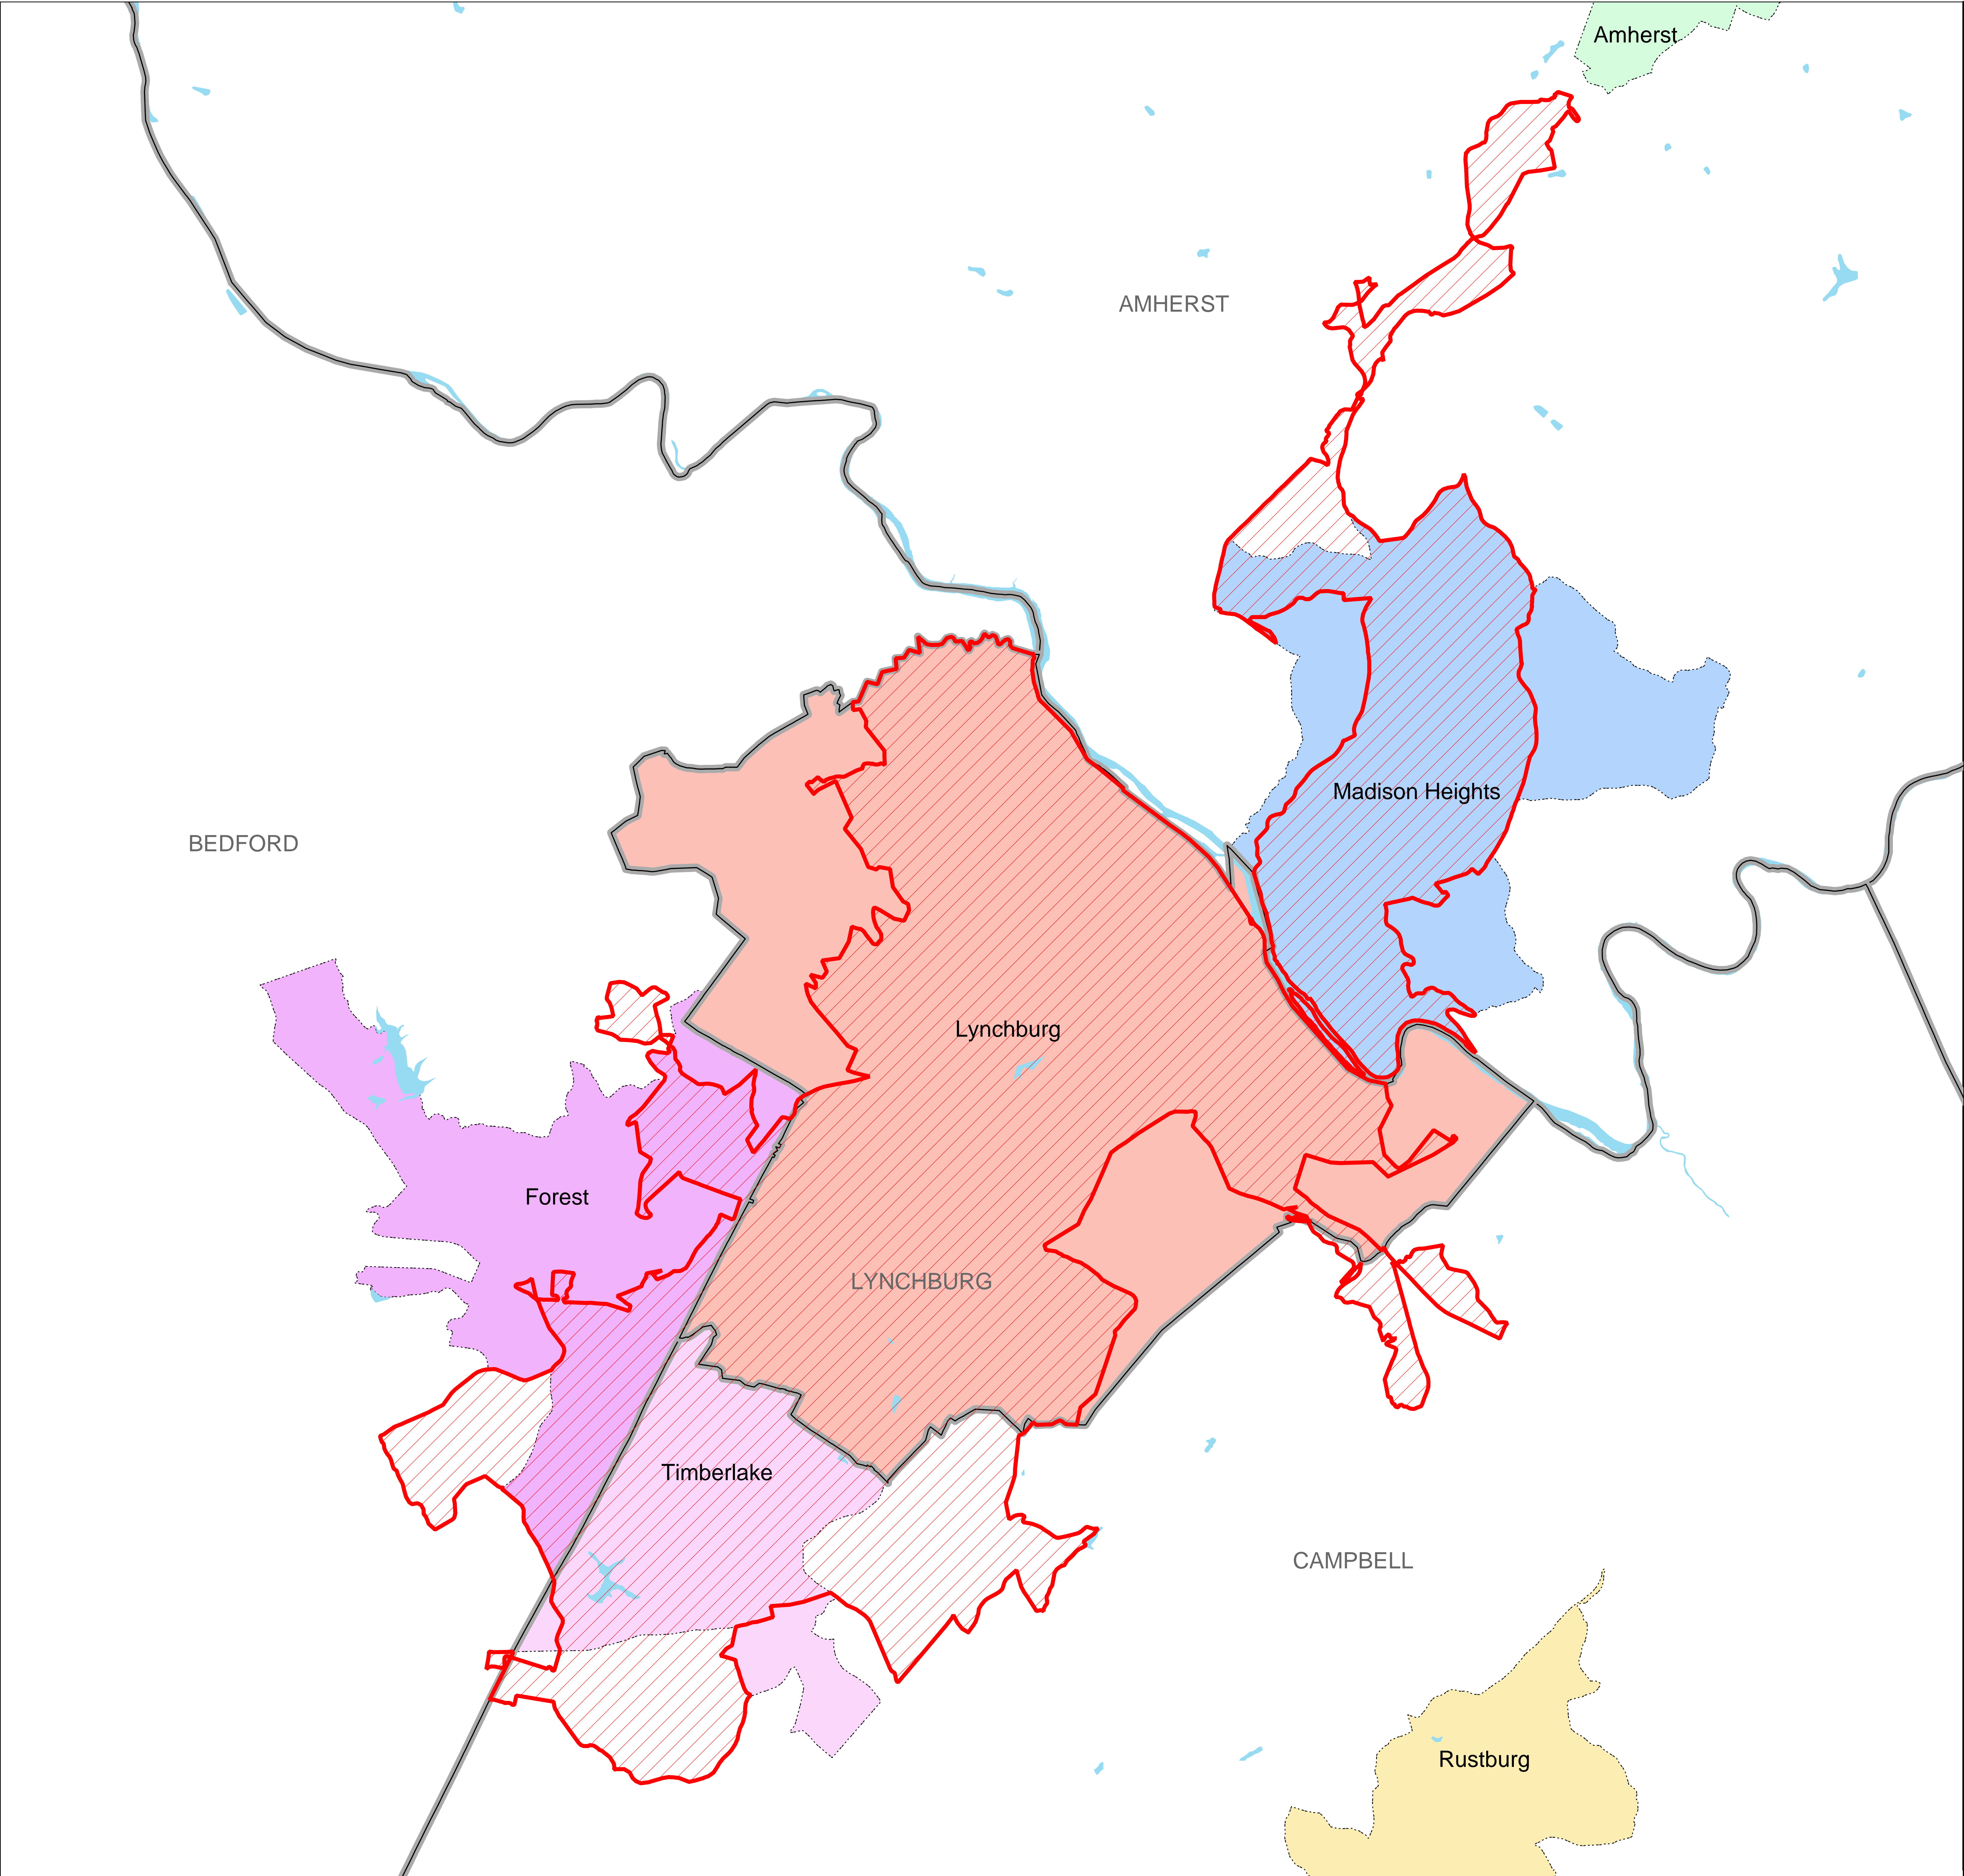 Amherst
AMHERST
Madison Heights
BEDFORD
Lynchburg
Forest
LYNCHBURG
Timberlake
CAMPBELL
Rustburg